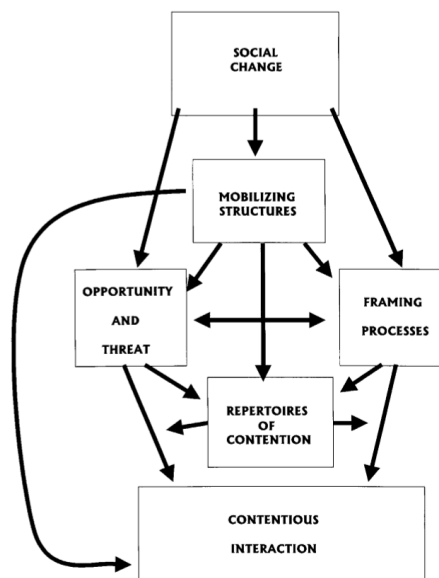 SOCIAL
CHANGE
MOBILIZING
STRUCTURES
OPPORTUNITY
AND
THREAT
FRAMING
PROCESSES
REPERTOIRES
OF
CONTENTION
CONTENTIOUS
INTERACTION